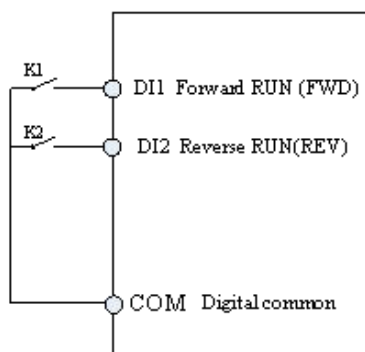 K1
DI1 Forward RUN (FWD)
K2
DI2 Reverse RUN(REV)
COM Digital common